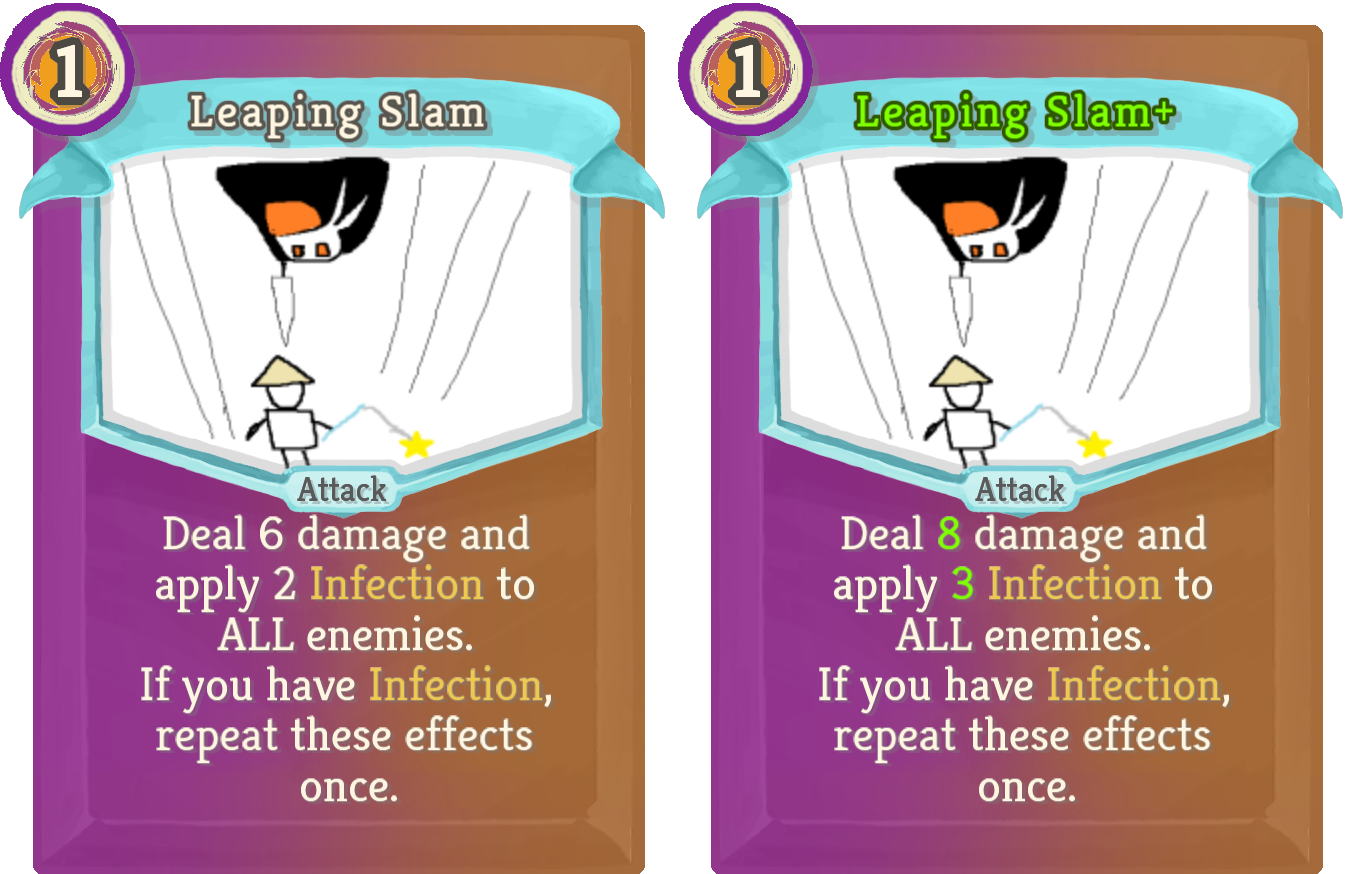 1
Leaping Slam
Attack
Deal 6 damage and
apply 2 Infection to
ALL enemies.
If you have Infection,
repeat these effects
once.
1
Leaping Slam+
Attack
Deal 8 damage and
apply 3 Infection to
ALL enemies.
If you have Infection,
repeat these effects
once.